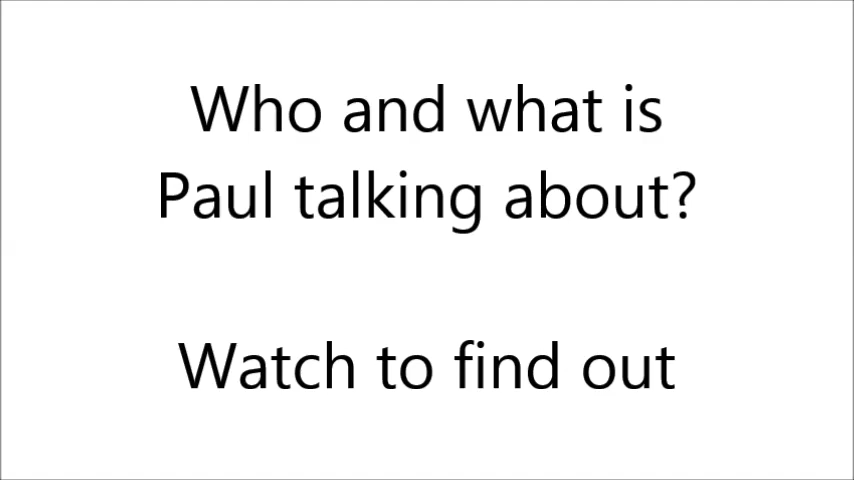 Who and what is
Paul talking about?
Watch to find out